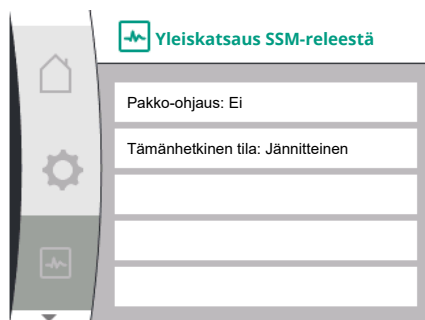 Yleiskatsaus SSM-releestä
Pakko-ohjaus: Ei
Tämänhetkinen tila: Jännitteinen